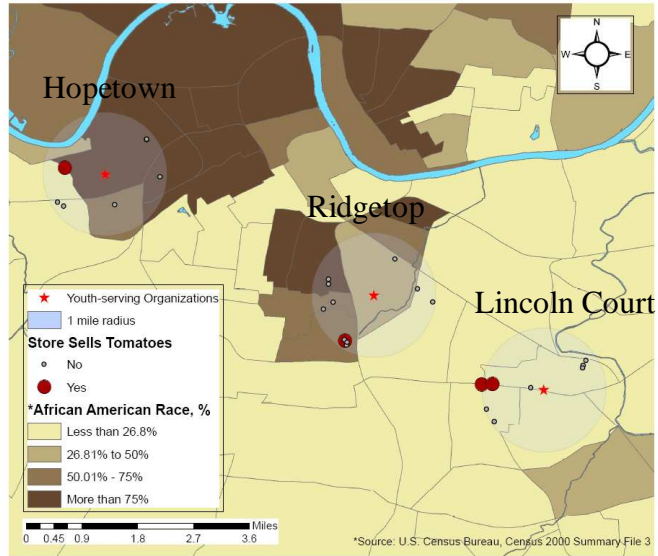 N
W E
S
Hopetown
Ridgetop
Lincoln Court
Youth-serving Organizations
1 mile radius
Store Sells Tomatoes
No
Yes
*African American Race, %
Less than 26.8%
26.81% to 50%
50.01% - 75%
More than 75%
Miles
0 0.45 0.9 1.8 2.7 3.6
*Source: U.S. Census Bureau, Census 2000 Summary File 3